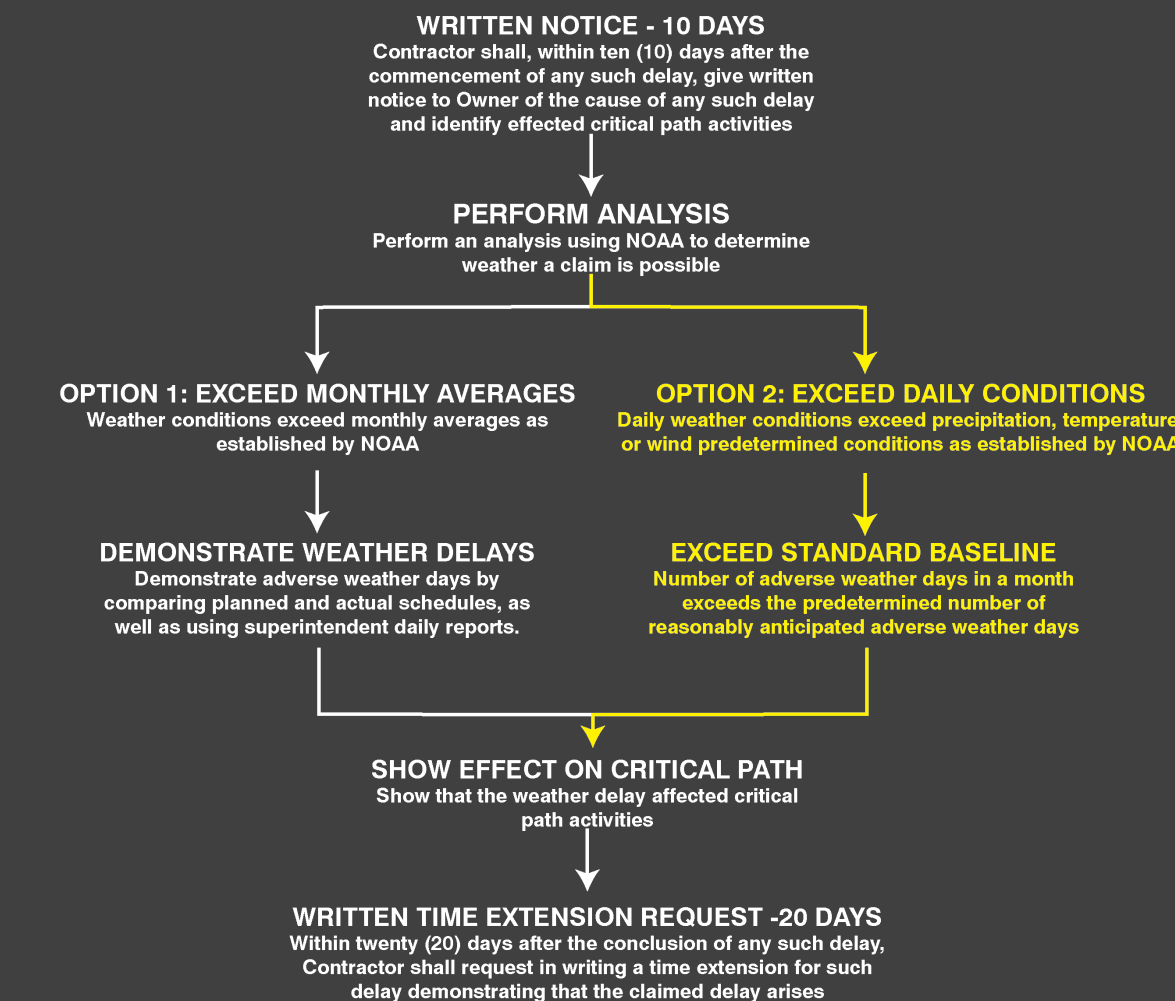 WRITTEN NOTICE - 10 DAYS
Contractor shall, within ten (10) days after the
commencement of any such delay, give written
notice to Owner of the cause of any such delay
and identify effected critical path activities
PERFORM ANALYSIS
Perform an analysis using NOAA to determine
weather a claim is possible
OPTION 1: EXCEED MONTHLY AVERAGES
Weather conditions exceed monthly averages as
established by NOAA
OPTION 2: EXCEED DAILY CONDITIONS
Daily weather conditions exceed precipitation, temperature
or wind predetermined conditions as established by NOAA
DEMONSTRATE WEATHER DELAYS
Demonstrate adverse weather days by
comparing planned and actual schedules, as
well as using superintendent daily reports.
EXCEED STANDARD BASELINE
Number of adverse weather days in a month
exceeds the predetermined number of
reasonably anticipated adverse weather days
SHOW EFFECT ON CRITICAL PATH
Show that the weather delay affected critical
path activities
WRITTEN TIME EXTENSION REQUEST -20 DAYS
Within twenty (20) days after the conclusion of any such delay,
Contractor shall request in writing a time extension for such
delay demonstrating that the claimed delay arises